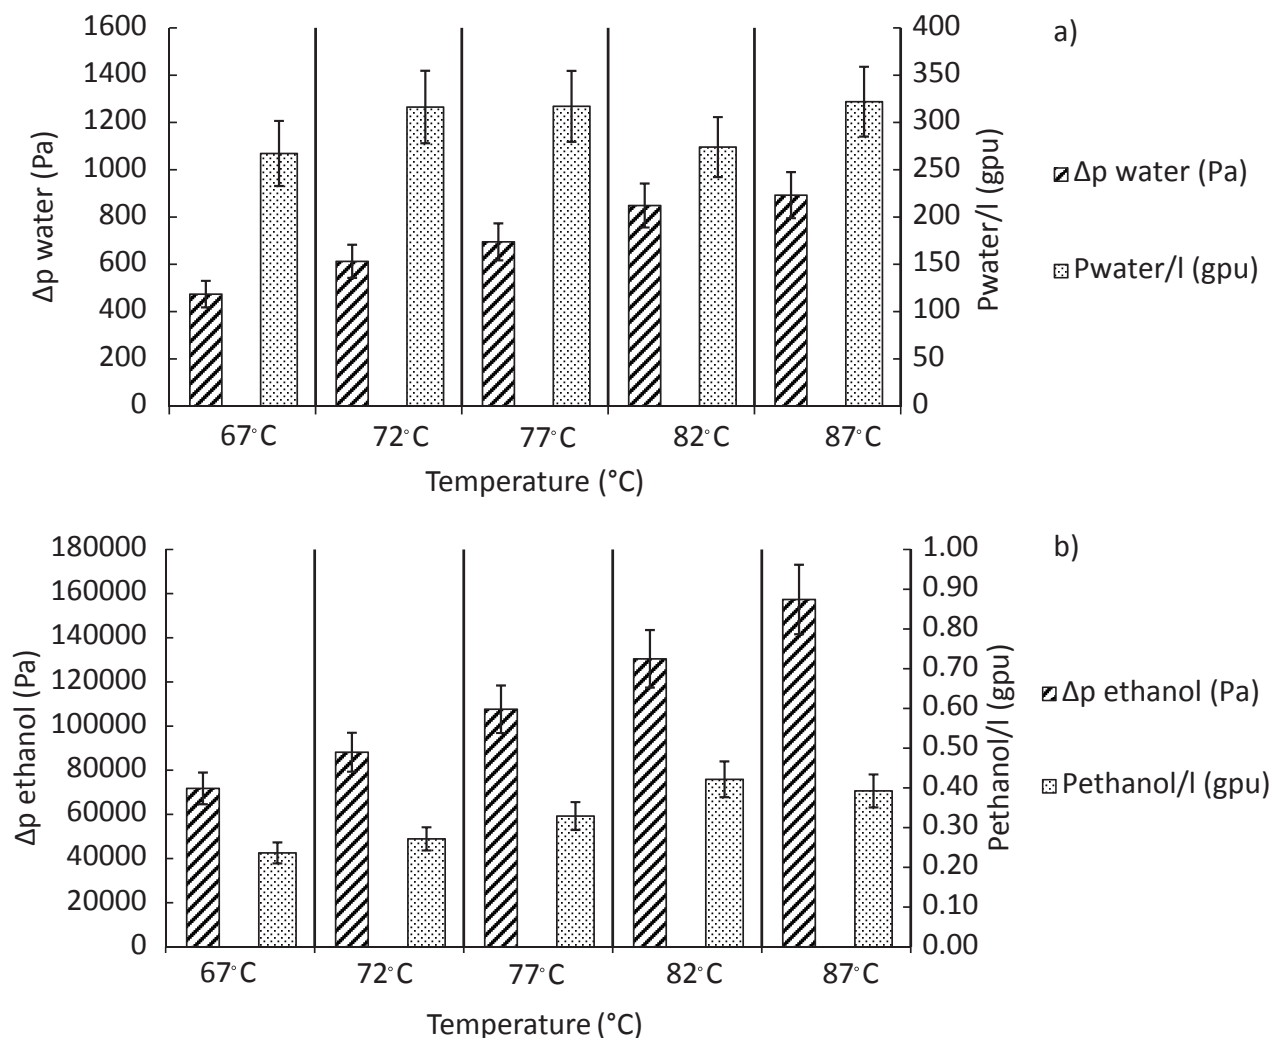 a)
Δp water (Pa)
1600
1400
1200
1000
800
600
400
200
0
Pwater/l (gpu)
400
350
300
250
200
150
100
50
0
67°C 72°C 77°C 82°C 87°C
Temperature (°C)
Δp water (Pa)
Pwater/l (gpu)
b)
Δp ethanol (Pa)
180000
160000
140000
120000
100000
80000
60000
40000
20000
0
Pethanol/l (gpu)
1.00
0.90
0.80
0.70
0.60
0.50
0.40
0.30
0.20
0.10
0.00
67°C 72°C 77°C 82°C 87°C
Temperature (°C)
Δp ethanol (Pa)
Pethanol/l (gpu)